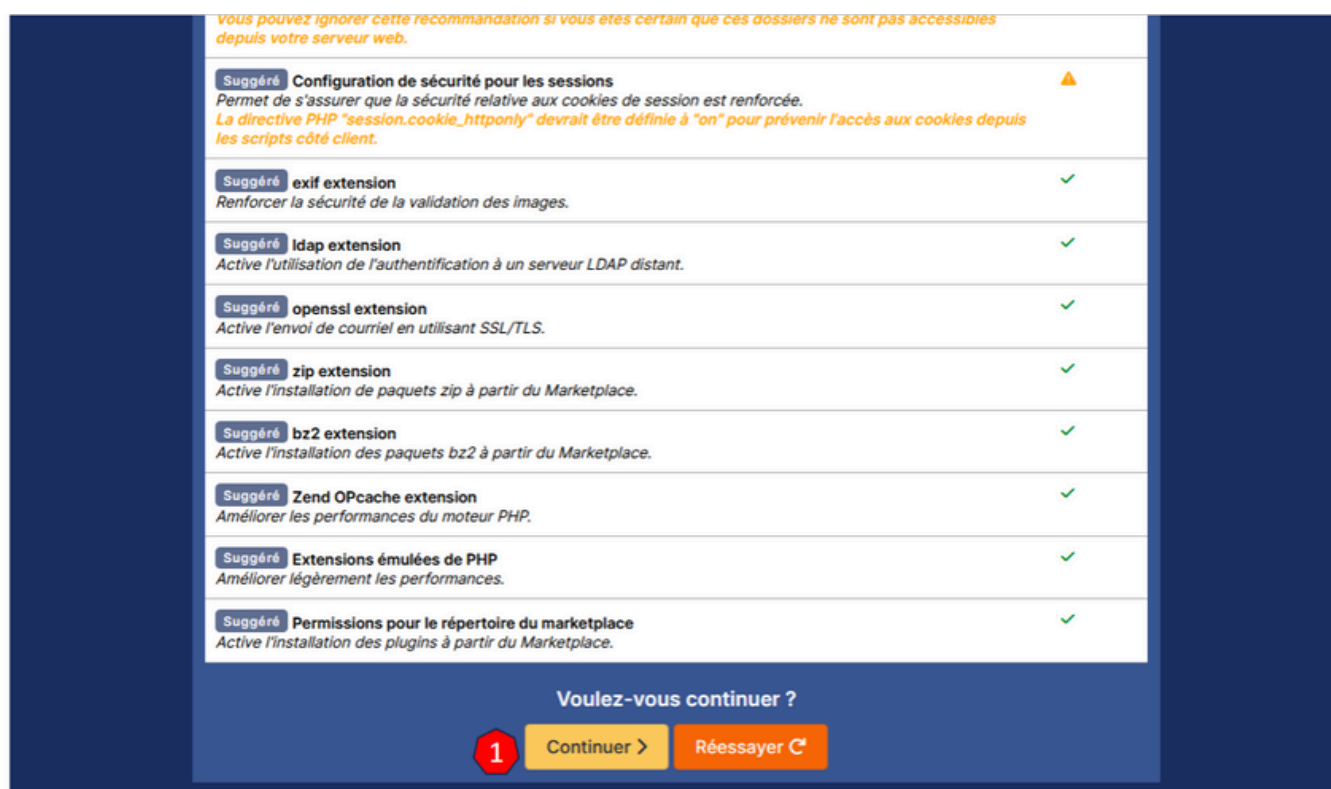 Vous pouvez ignorer cette recommandation si vous êtes certain que ces dossiers ne sont pas accessibles
depuis votre serveur web.
Suggéré Configuration de sécurité pour les sessions
Permet de s'assurer que la sécurité relative aux cookies de session est renforcée.
La directive PHP "session.cookie_httponly" devrait être définie à "on" pour prévenir l'accès aux cookies depuis
les scripts côté client.
Suggéré exif extension
Renforcer la sécurité de la validation des images.
Suggéré ldap extension
Active l'utilisation de l'authentification à un serveur LDAP distant.
Suggéré openssl extension
Active l'envoi de courriel en utilisant SSL/TLS.
Suggéré zip extension
Active l'installation de paquets zip à partir du Marketplace.
Suggéré bz2 extension
Active l'installation des paquets bz2 à partir du Marketplace.
Suggéré Zend OPcache extension
Améliorer les performances du moteur PHP.
Suggéré Extensions émulées de PHP
Améliorer légèrement les performances.
Suggéré Permissions pour le répertoire du marketplace
Active l'installation des plugins à partir du Marketplace.
Voulez-vous continuer ?
1 Continuer Réessayer